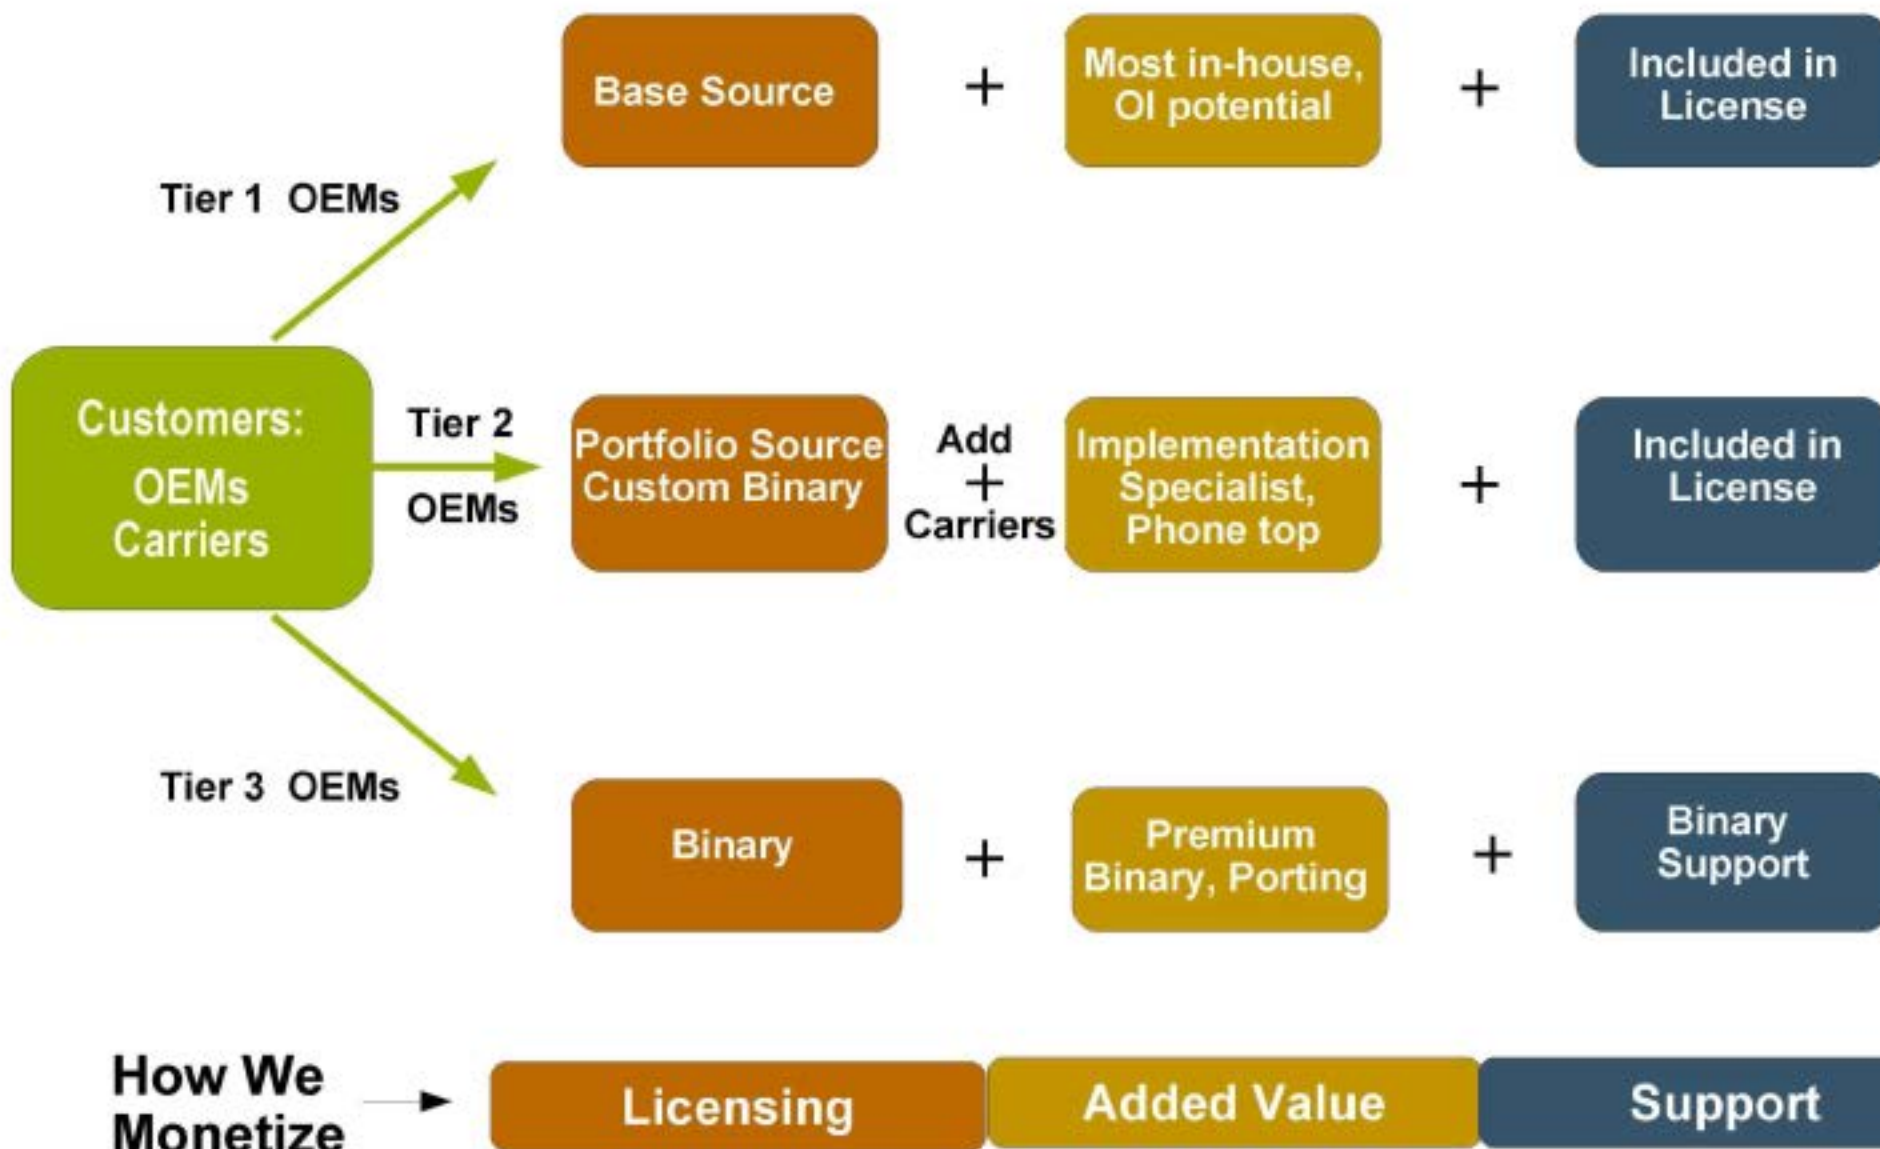 Base Source
+
Most in-house,
OI potential
+
Included in
License
Tier 1 OEMs
Customers:
OEMs
Carriers
Tier 2
OEMs
Portfolio Source
Custom Binary
Add
+
Carriers
Implementation
Specialist,
Phone top
+
Included in
License
Tier 3 OEMs
Binary
+
Premium
Binary, Porting
+
Binary
Support
How We
Monetize
Licensing
Added Value
Support